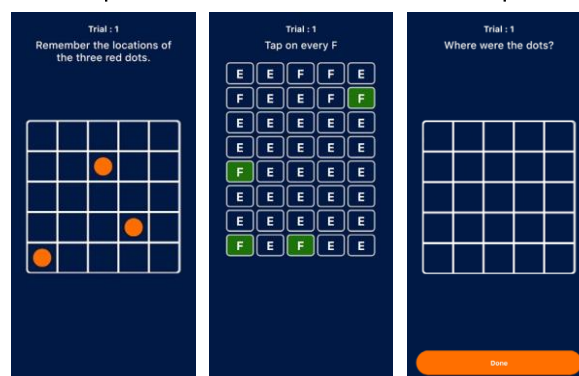 Trial : 1
Remember the locations of
the three red dots.
Trial : 1
Tap on every F
E E F F E
F E E F F
E E E E E
E E E E E
F E E E E
E E E E E
E E E E E
F E F E E
Trial : 1
Where were the dots?
Done